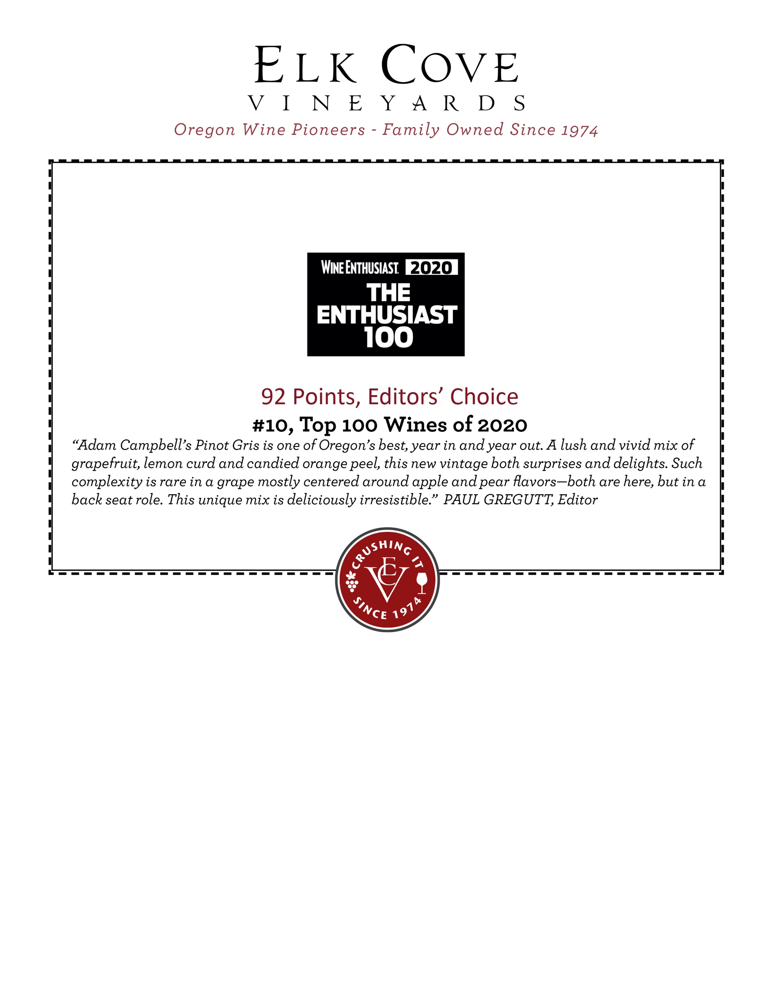 ELK COVE
VINEYARDS
Oregon Wine Pioneers - Family Owned Since 1974
WINE ENTHUSIAST. 2020
THE
ENTHUSIAST
100
92 Points, Editors’ Choice
#10, Top 100 Wines of 2020
“Adam Campbell’s Pinot Gris is one of Oregon’s best, year in and year out. A lush and vivid mix of
grapefruit, lemon curd and candied orange peel, this new vintage both surprises and delights. Such
complexity is rare in a grape mostly centered around apple and pear flavors—both are here, but in a
back seat role. This unique mix is deliciously irresistible.” PAUL GREGUTT, Editor
CRUSHING IT
ECV
SINCE 1974